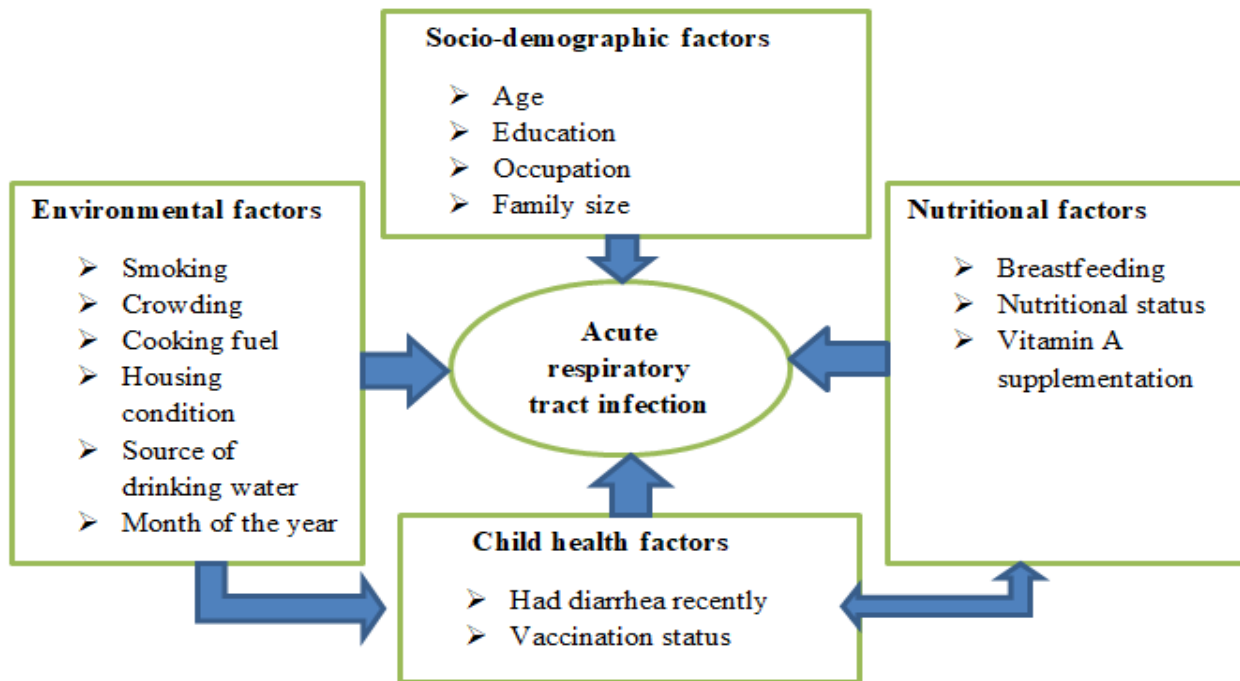 Socio-demographic factors
➤ Age
➤ Education
➤ Occupation
➤ Family size
Environmental factors
➤ Smoking
➤ Crowding
➤ Cooking fuel
➤ Housing
condition
➤ Source of
drinking water
➤ Month of the year
Acute
respiratory
tract infection
Nutritional factors
➤ Breastfeeding
➤ Nutritional status
➤ Vitamin A
supplementation
Child health factors
➤ Had diarrhea recently
➤ Vaccination status